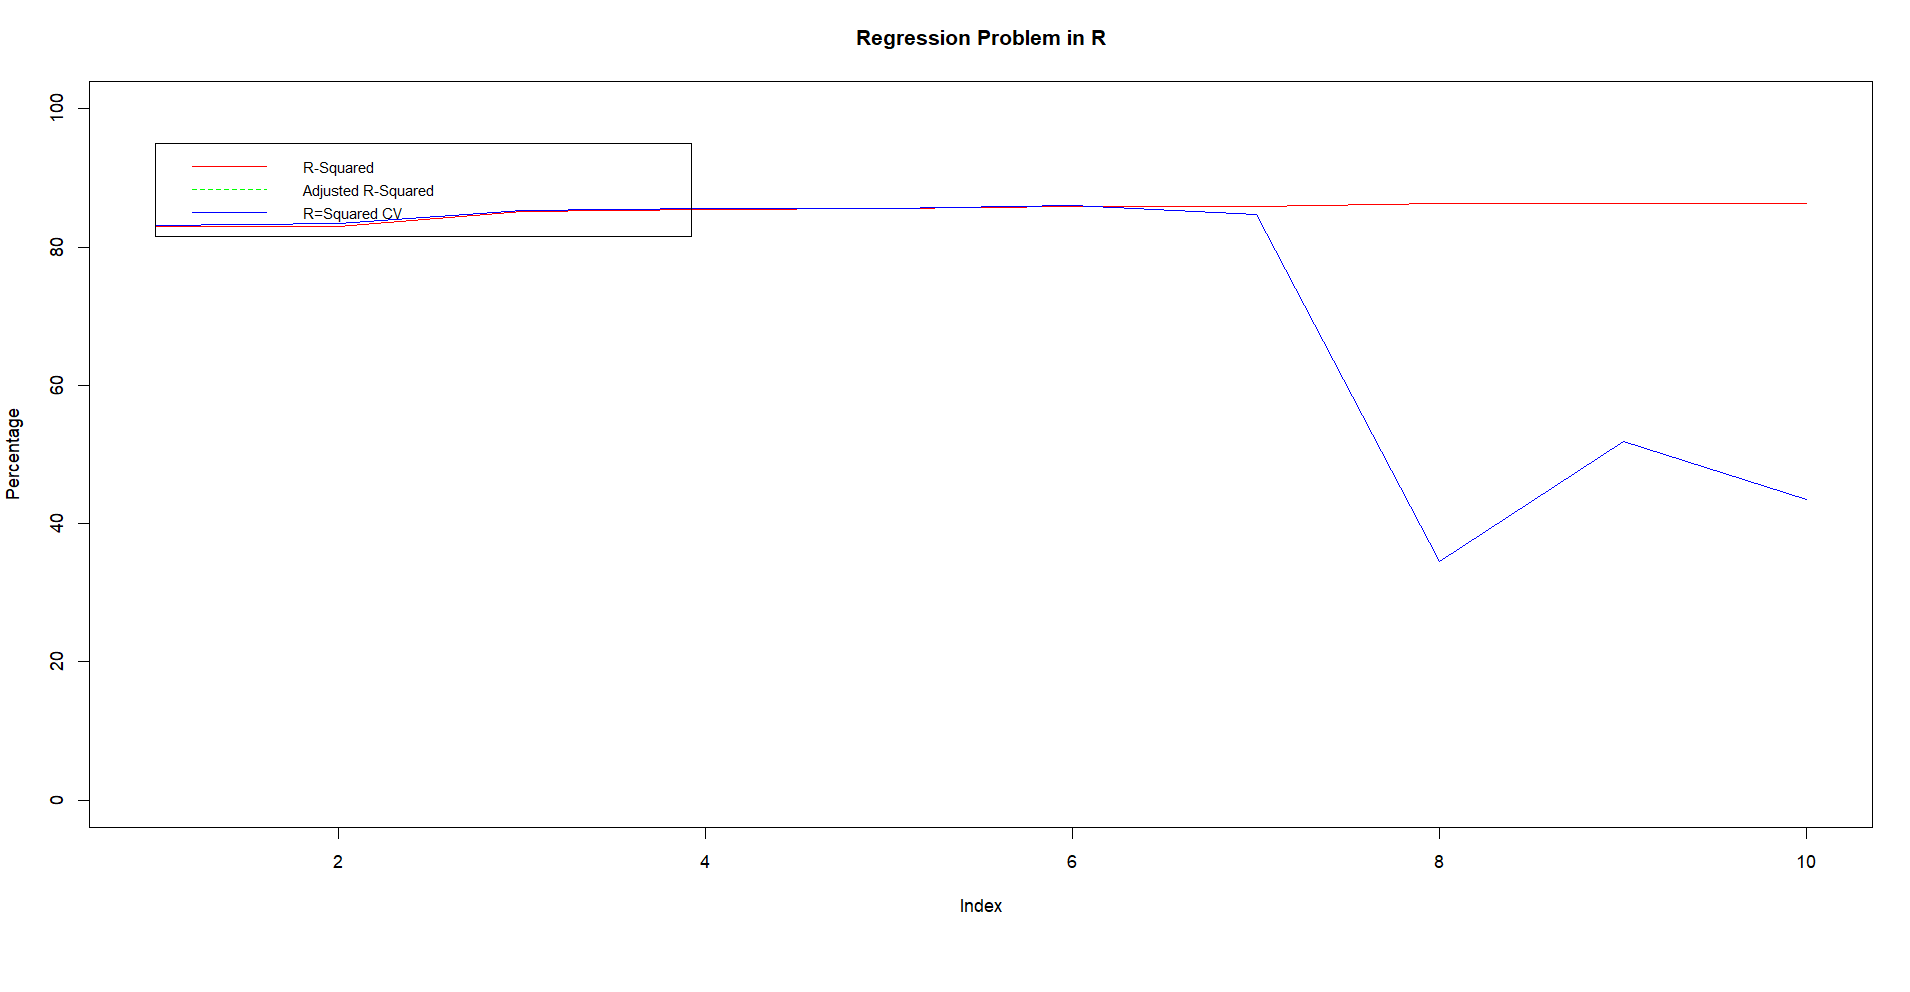 Regression Problem in R
100
80
60
40
20
0
Percentage
R-Squared
Adjusted R-Squared
R=Squared CV
2 4 6 8 10
Index